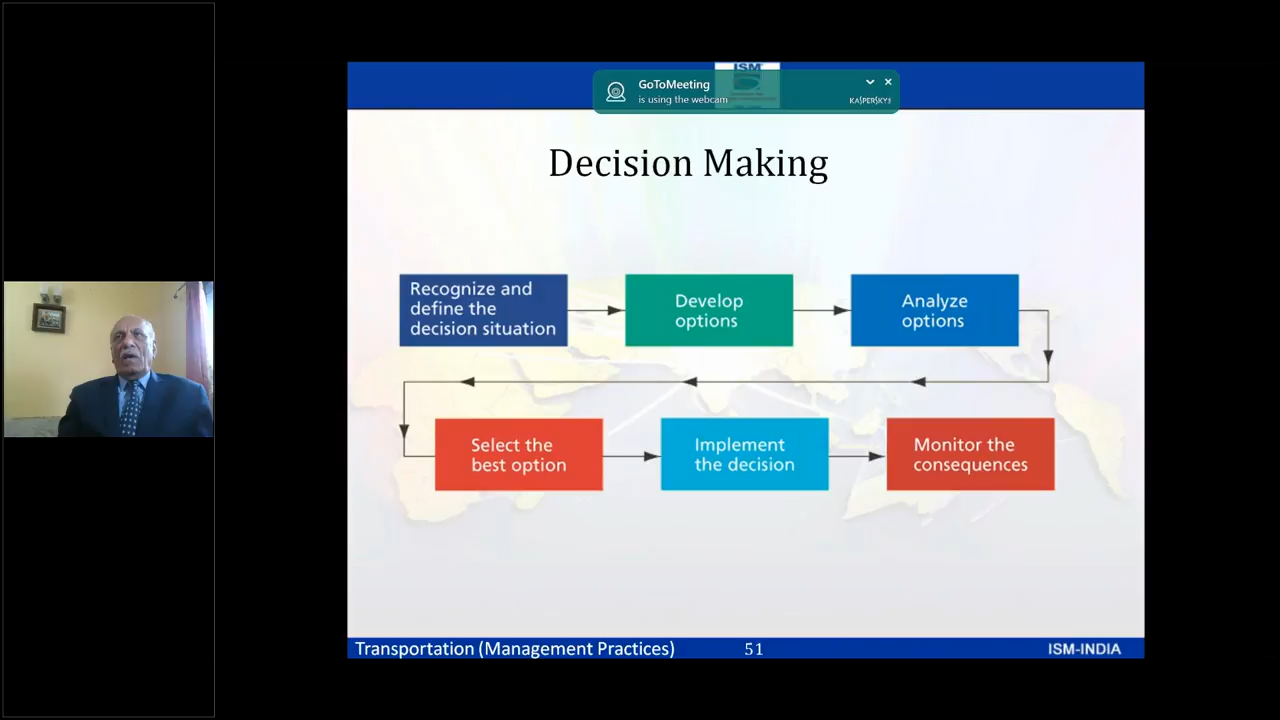 ISM
GoToMeeting
is using the webcam
KASPERSKY
Decision Making
Recognize and
define the
decision situation
Develop
options
Analyze
options
Select the
best option
Implement
the decision
Monitor the
consequences
Transportation (Management Practices)
51
ISM-INDIA